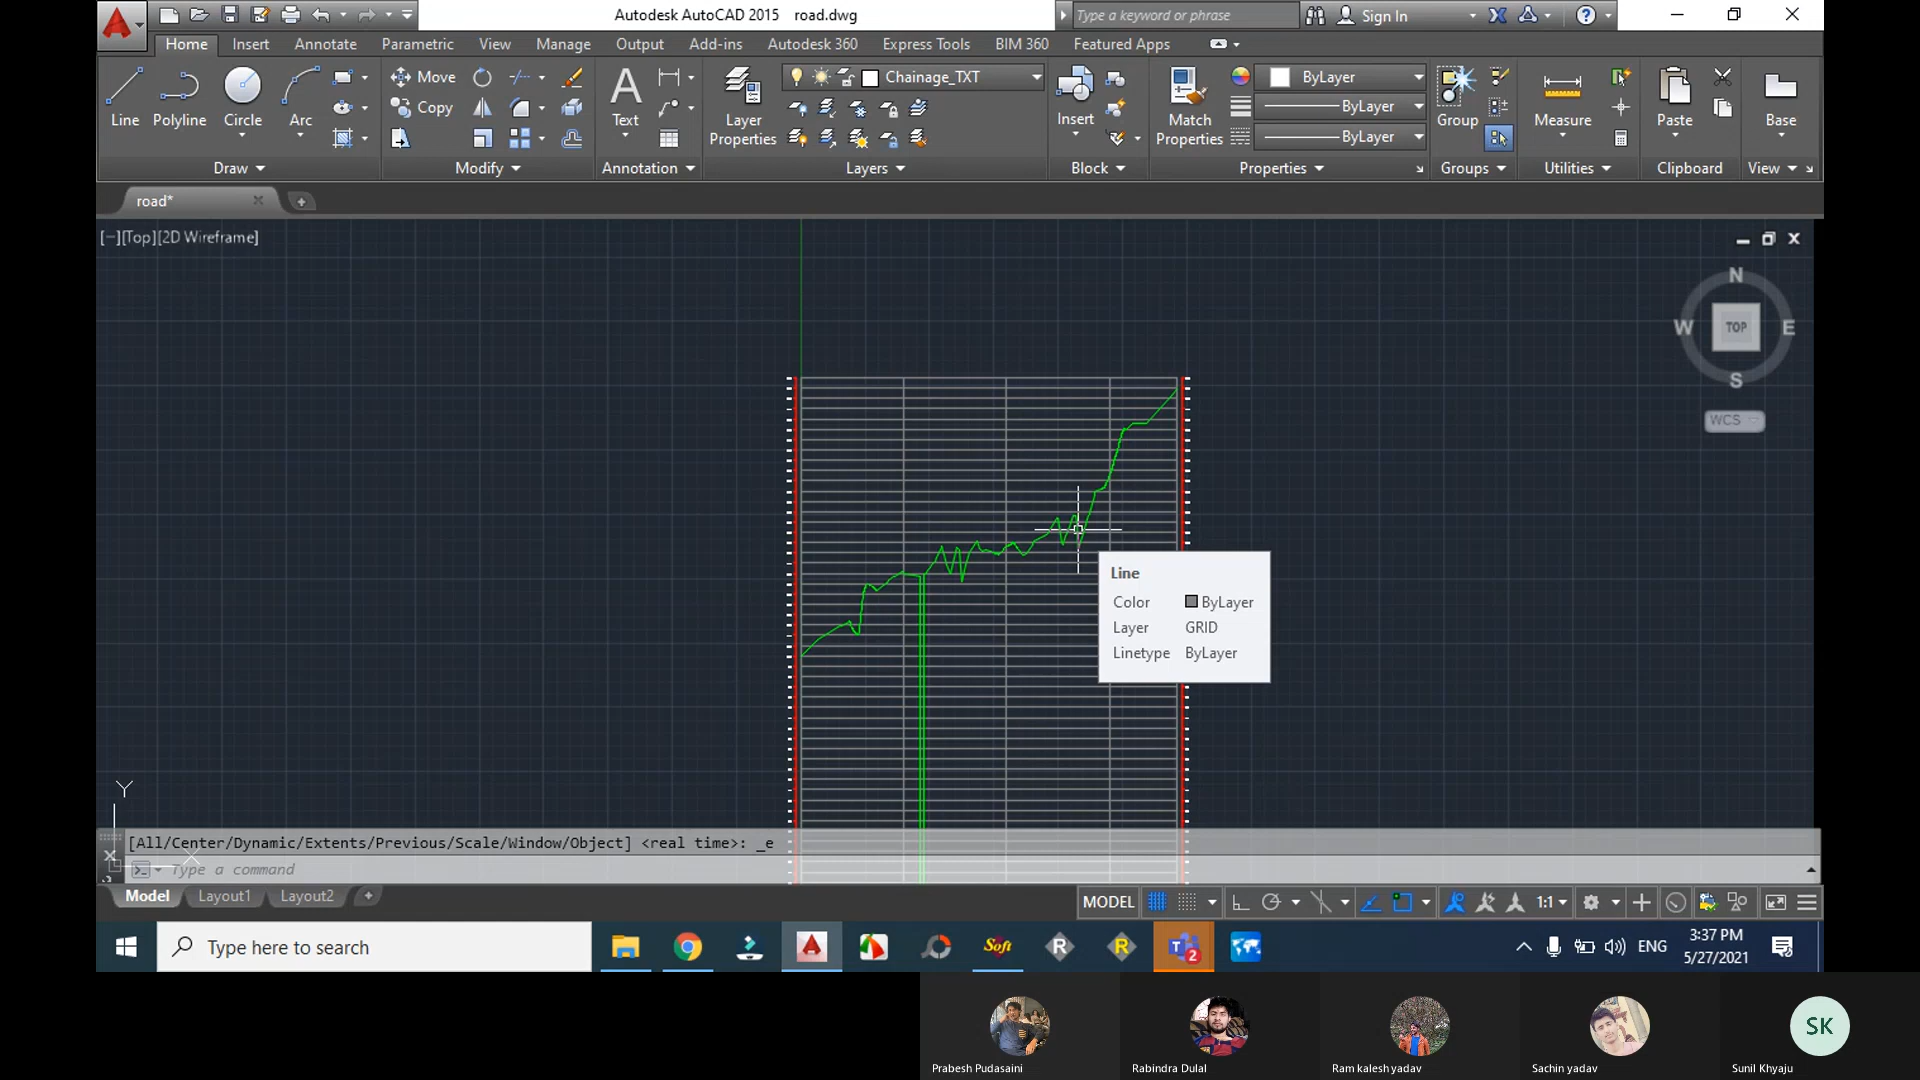 Autodesk AutoCAD 2015 road.dwg
Type a keyword or phrase
Sign In
Home Insert Annotate Parametric View Manage Output Add-ins Autodesk 360 Express Tools BIM 360 Featured Apps
Line Polyline Circle Arc
Draw
Move
Copy
Modify
Text
Annotation
Layer Properties
Chainage_TXT
Layers
Insert
Block
Match Properties
ByLayer
ByLayer
ByLayer
Properties
Group
Groups
Measure
Utilities
Paste
Clipboard
Base
View
road*
[−][Top][2D Wireframe]
N
W TOP E
S
WCS
Line
Color ByLayer
Layer GRID
Linetype ByLayer
Y
[All/Center/Dynamic/Extents/Previous/Scale/Window/Object] <real time>: _e
Type a command
Model Layout1 Layout2
MODEL 1:1
Type here to search
Soft
R
R
T
2
ENG
3:37 PM
5/27/2021
SK
Prabesh Pudasaini Rabindra Dulal Ram kalesh yadav Sachin yadav Sunil Khyaju